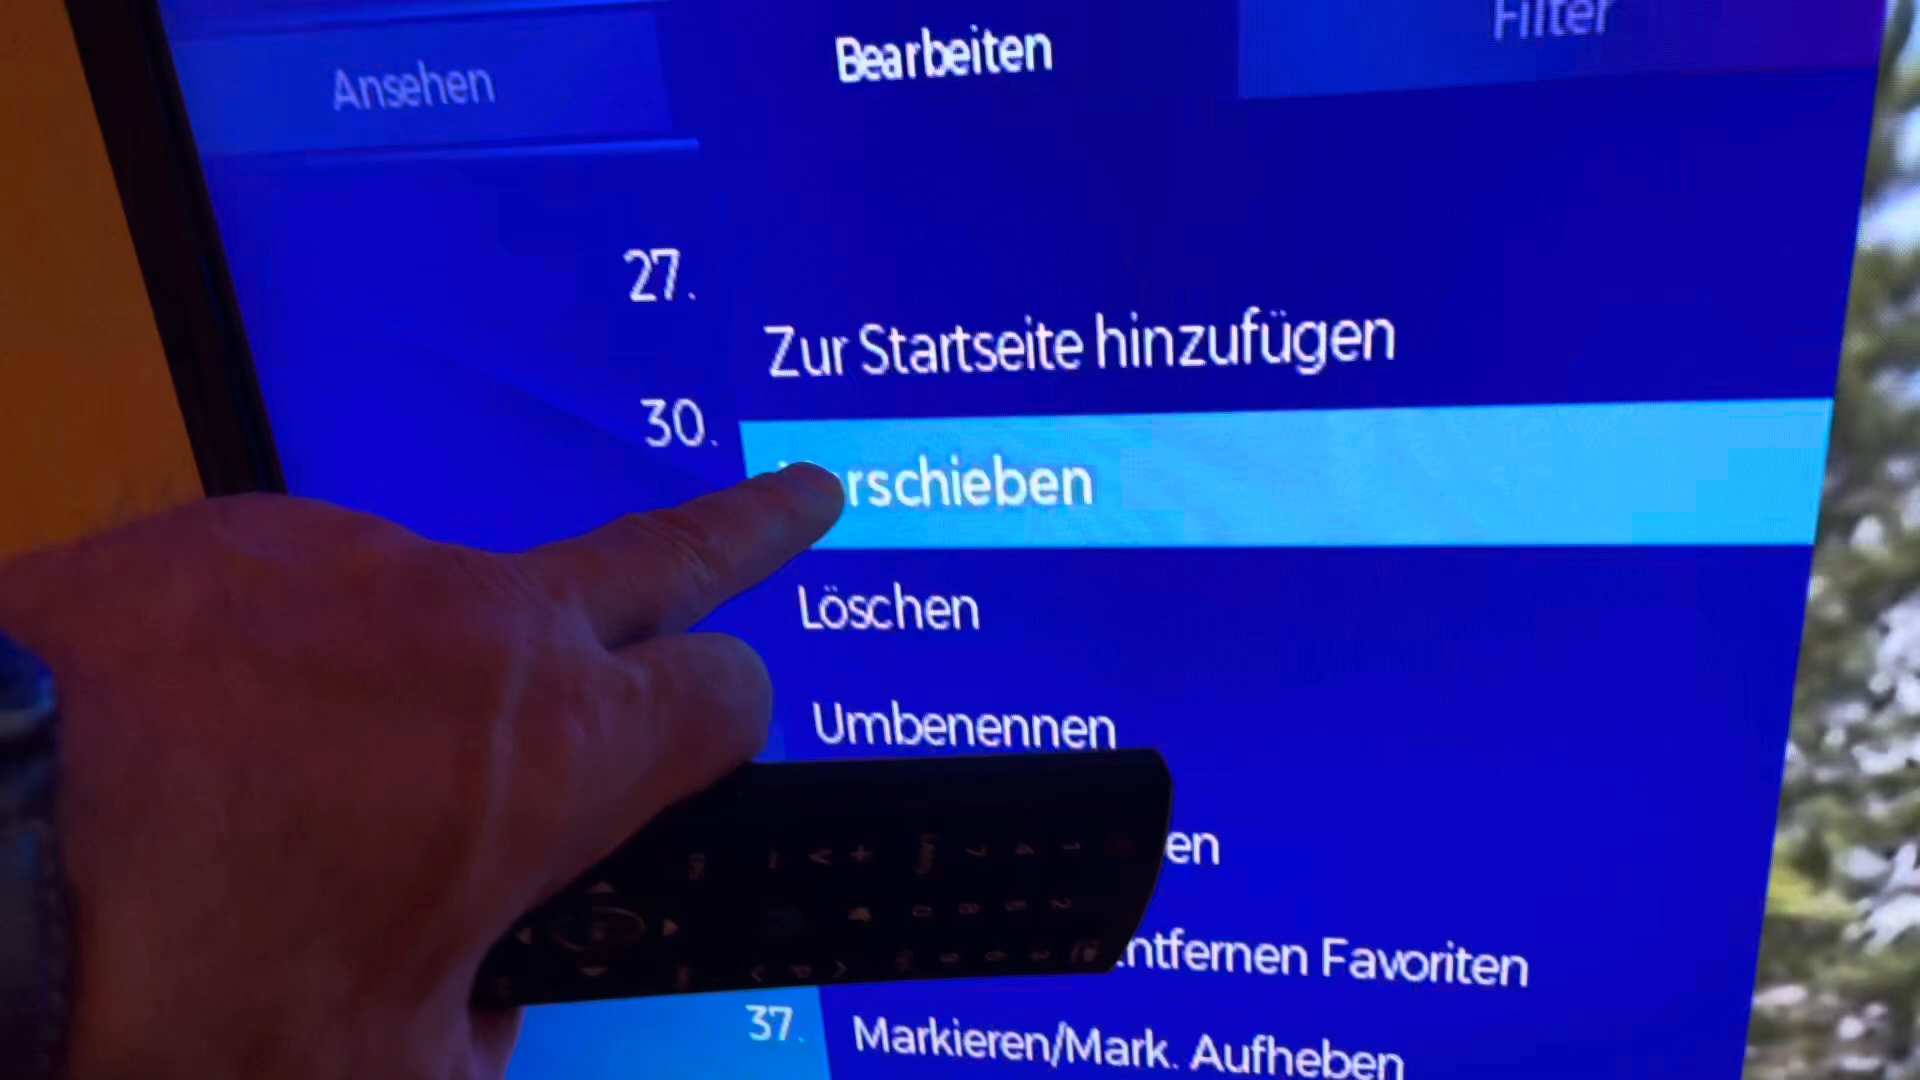 Ansehen
Bearbeiten
Filter
27.
Zur Startseite hinzufügen
30.
rschieben
Löschen
Umbenennen
en
ntfernen Favoriten
37.
Markieren/Mark. Aufheben